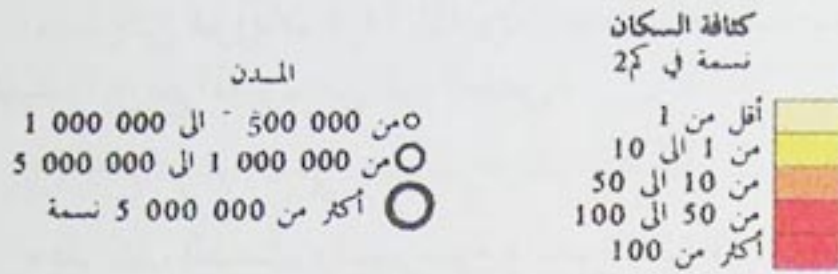 كثافة السكان
نسمة في كم2
أقل من 1
من 1 الى 10
من 10 الى 50
من 50 الى 100
أكثر من 100
المـدن
من 500 000 الى 1 000 000
من 1 000 000 الى 5 000 000
أكثر من 5 000 000 نسمة